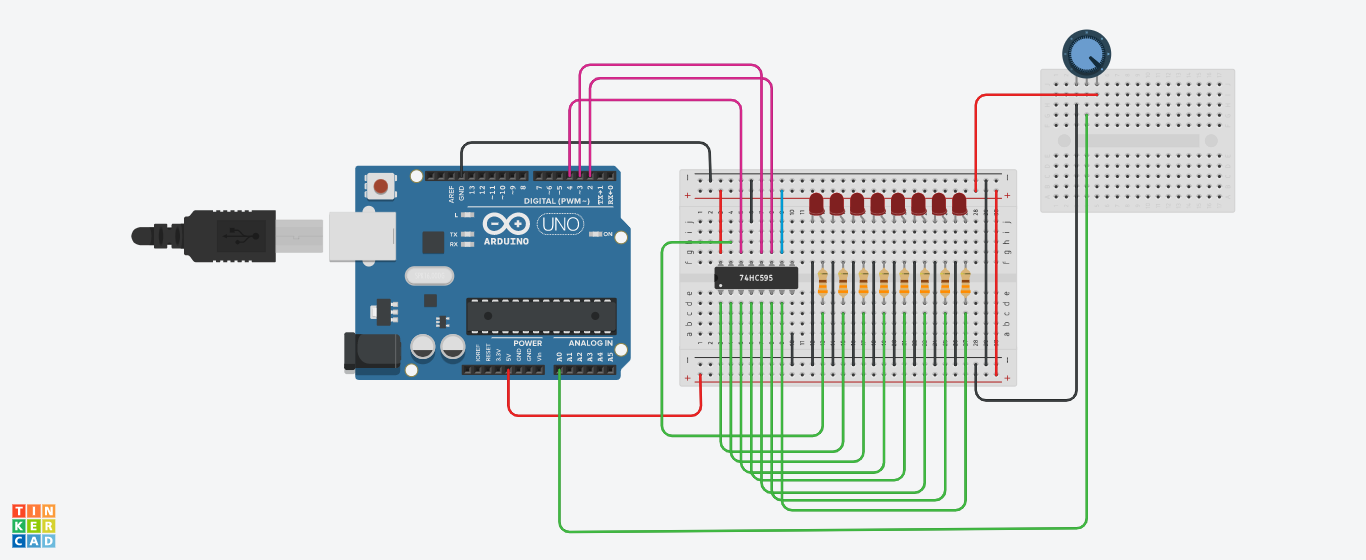 AREF
GND
13
12
~11
~10
~9
8
7
~6
~5
4
~3
2
TX→1
RX←0
DIGITAL (PWM~)
L
TX
RX
ARDUINO
UNO
ON
IOREF
RESET
3.3V
5V
GND
GND
Vin
POWER
A0
A1
A2
A3
A4
A5
ANALOG IN
74HC595
j
i
h
g
f
e
d
c
b
a
TIN
KER
CAD